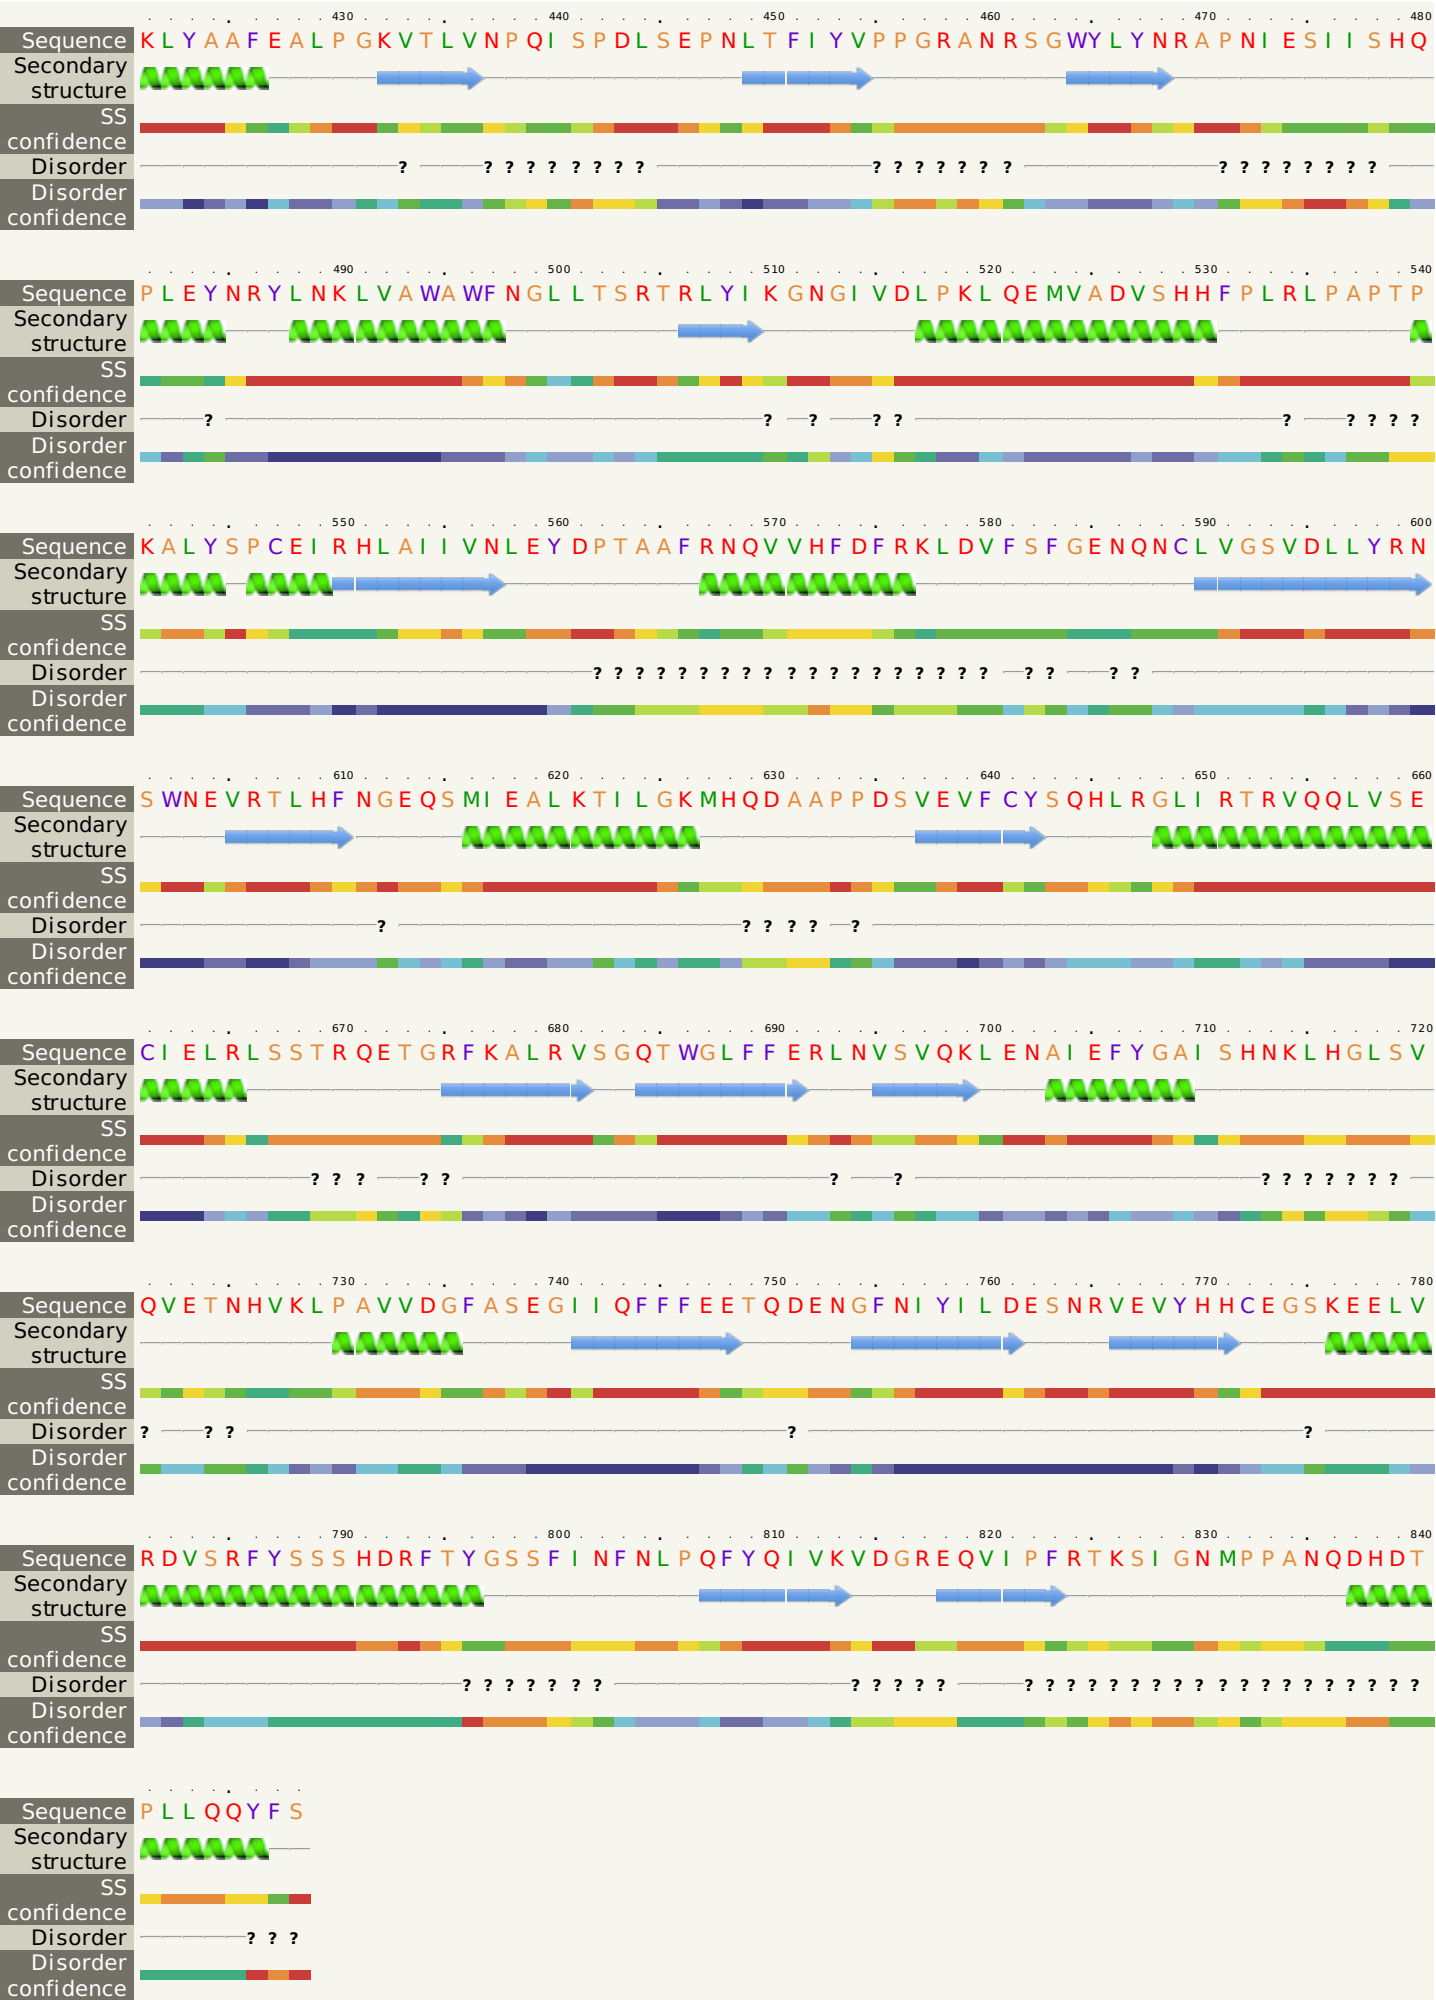 430 440 450 460 470 480
Sequence KLYAAFEALPGKVTLVNPQISPDLSEPNLTFIYVPPGRANRSGWYLYNRAPNIESIISHQ
Secondary
structure
SS
confidence
Disorder ? ? ? ? ? ? ? ? ? ? ? ? ? ? ? ? ? ? ? ? ? ? ? ?
Disorder
confidence
490 500 510 520 530 540
Sequence PLEYNRYLNKLVAWAWFNGLLTSRTRLYIKGNGIVDLPKLQEMVADVSHHFPLRLPAPTP
Secondary
structure
SS
confidence
Disorder ? ? ? ? ? ? ? ? ? ?
Disorder
confidence
550 560 570 580 590 600
Sequence KALYSPCEIRHLAIIVNLEYDPTAAFRNQVVHFDFRKLDVFSFGENQNCLVGSVDLLYRN
Secondary
structure
SS
confidence
Disorder ? ? ? ? ? ? ? ? ? ? ? ? ? ? ? ? ? ? ? ? ? ? ?
Disorder
confidence
610 620 630 640 650 660
Sequence SWNEVRTLHFNGEQSMIEALKTILGKMHQDAAPPDSVEVFCYSQHLRGLIRTRVQQLVSE
Secondary
structure
SS
confidence
Disorder ? ? ? ? ? ?
Disorder
confidence
670 680 690 700 710 720
Sequence CIELRLSSTRQETGRFKALRVSGQTWGLFFERLNVSVQKLENAIEFYGAISHNKLHGLSV
Secondary
structure
SS
confidence
Disorder ? ? ? ? ? ? ? ? ? ? ? ? ? ?
Disorder
confidence
730 740 750 760 770 780
Sequence QVETNHVKLPAVVDGFASEGIIQFFFEETQDENGFNIYILDESNRVEVYHHCEGSKEELV
Secondary
structure
SS
confidence
Disorder ? ? ? ? ?
Disorder
confidence
790 800 810 820 830 840
Sequence RDVSRFYSSSHDRFTYGSSFINFNLPQFYQIVKVDGREQVIPFRTKSIGNMPPANQDHDT
Secondary
structure
SS
confidence
Disorder ? ? ? ? ? ? ? ? ? ? ? ? ? ? ? ? ? ? ? ? ? ? ? ? ? ? ? ? ? ? ?
Disorder
confidence
Sequence PLLQQYFS
Secondary
structure
SS
confidence
Disorder ? ? ?
Disorder
confidence